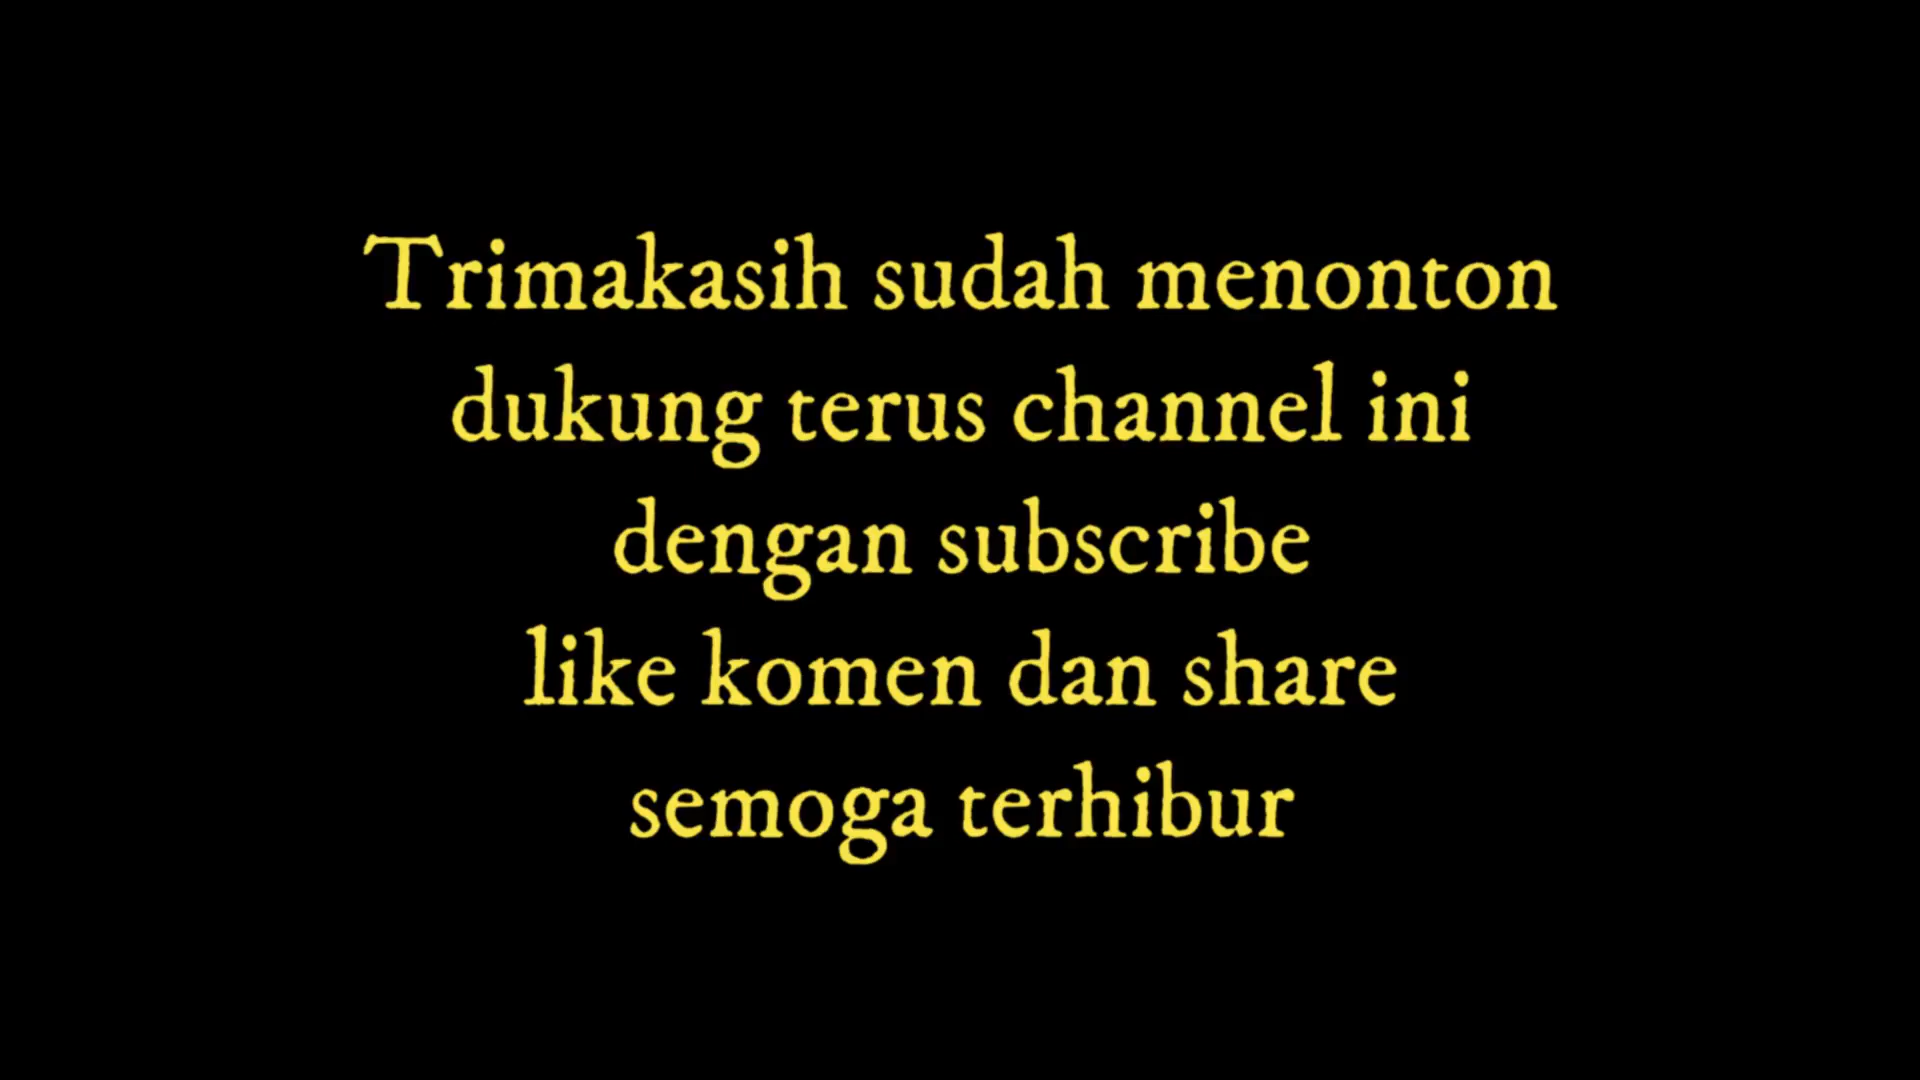 Trimakasih sudah menonton
dukung terus channel ini
dengan subscribe
like komen dan share
semoga terhibur